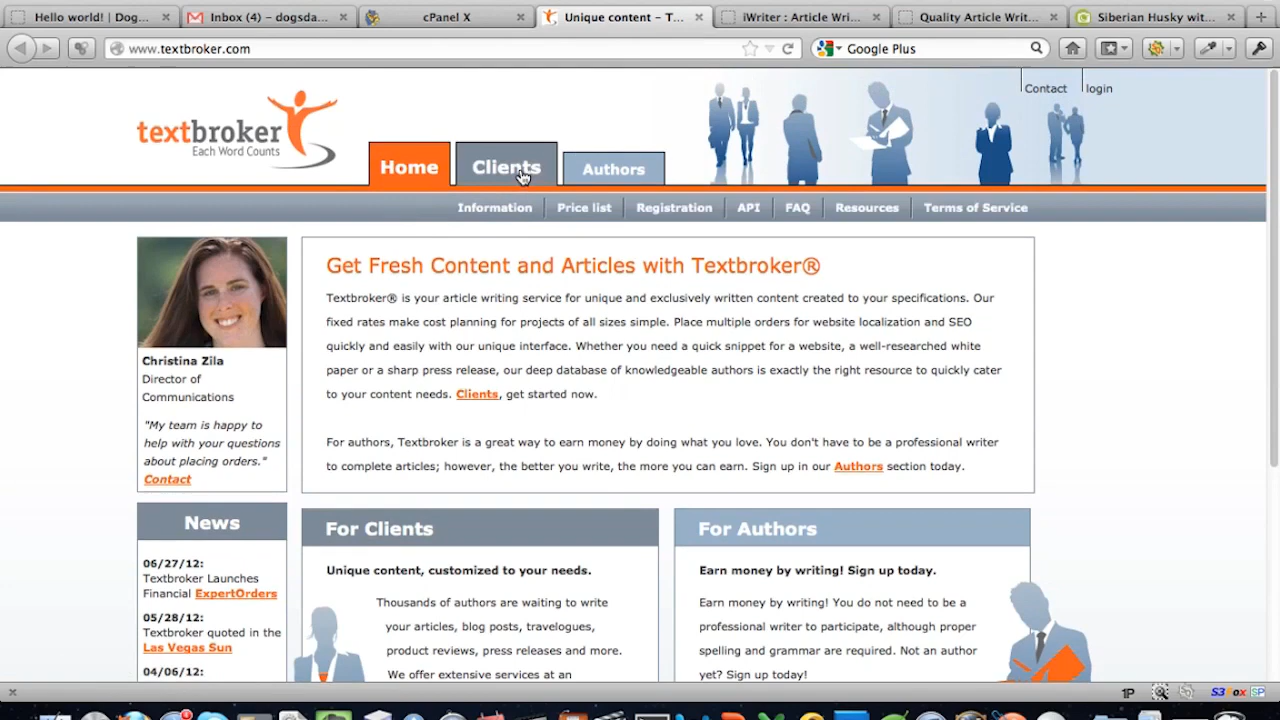 Hello world! | Dog...
Inbox (4) – dogsda...
cPanel X
Unique content – T...
iWriter : Article Wri...
Quality Article Writ...
Siberian Husky wit...
www.textbroker.com
Google Plus
Contact
login
textbroker
Each Word Counts
Home
Clients
Authors
Information
Price list
Registration
API
FAQ
Resources
Terms of Service
Christina Zila
Director of
Communications
"My team is happy to
help with your questions
about placing orders."
Contact
Get Fresh Content and Articles with Textbroker®
Textbroker® is your article writing service for unique and exclusively written content created to your specifications. Our
fixed rates make cost planning for projects of all sizes simple. Place multiple orders for website localization and SEO
quickly and easily with our unique interface. Whether you need a quick snippet for a website, a well-researched white
paper or a sharp press release, our deep database of knowledgeable authors is exactly the right resource to quickly cater
to your content needs. Clients, get started now.
For authors, Textbroker is a great way to earn money by doing what you love. You don't have to be a professional writer
to complete articles; however, the better you write, the more you can earn. Sign up in our Authors section today.
News
06/27/12:
Textbroker Launches
Financial ExpertOrders
05/28/12:
Textbroker quoted in the
Las Vegas Sun
04/06/12:
For Clients
Unique content, customized to your needs.
Thousands of authors are waiting to write
your articles, blog posts, travelogues,
product reviews, press releases and more.
We offer extensive services at an
For Authors
Earn money by writing! Sign up today.
Earn money by writing! You do not need to be a
professional writer to participate, although proper
spelling and grammar are required. Not an author
yet? Sign up today!
1P
S3Fox
SP